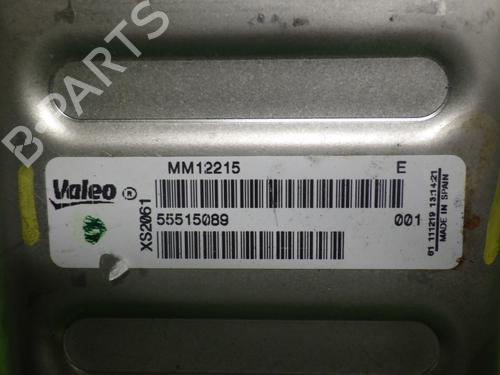 B-PARTS
Valeo ®
XS2061
MM12215 E
55515089 001
61 111219 13:14:21
MADE IN SPAIN